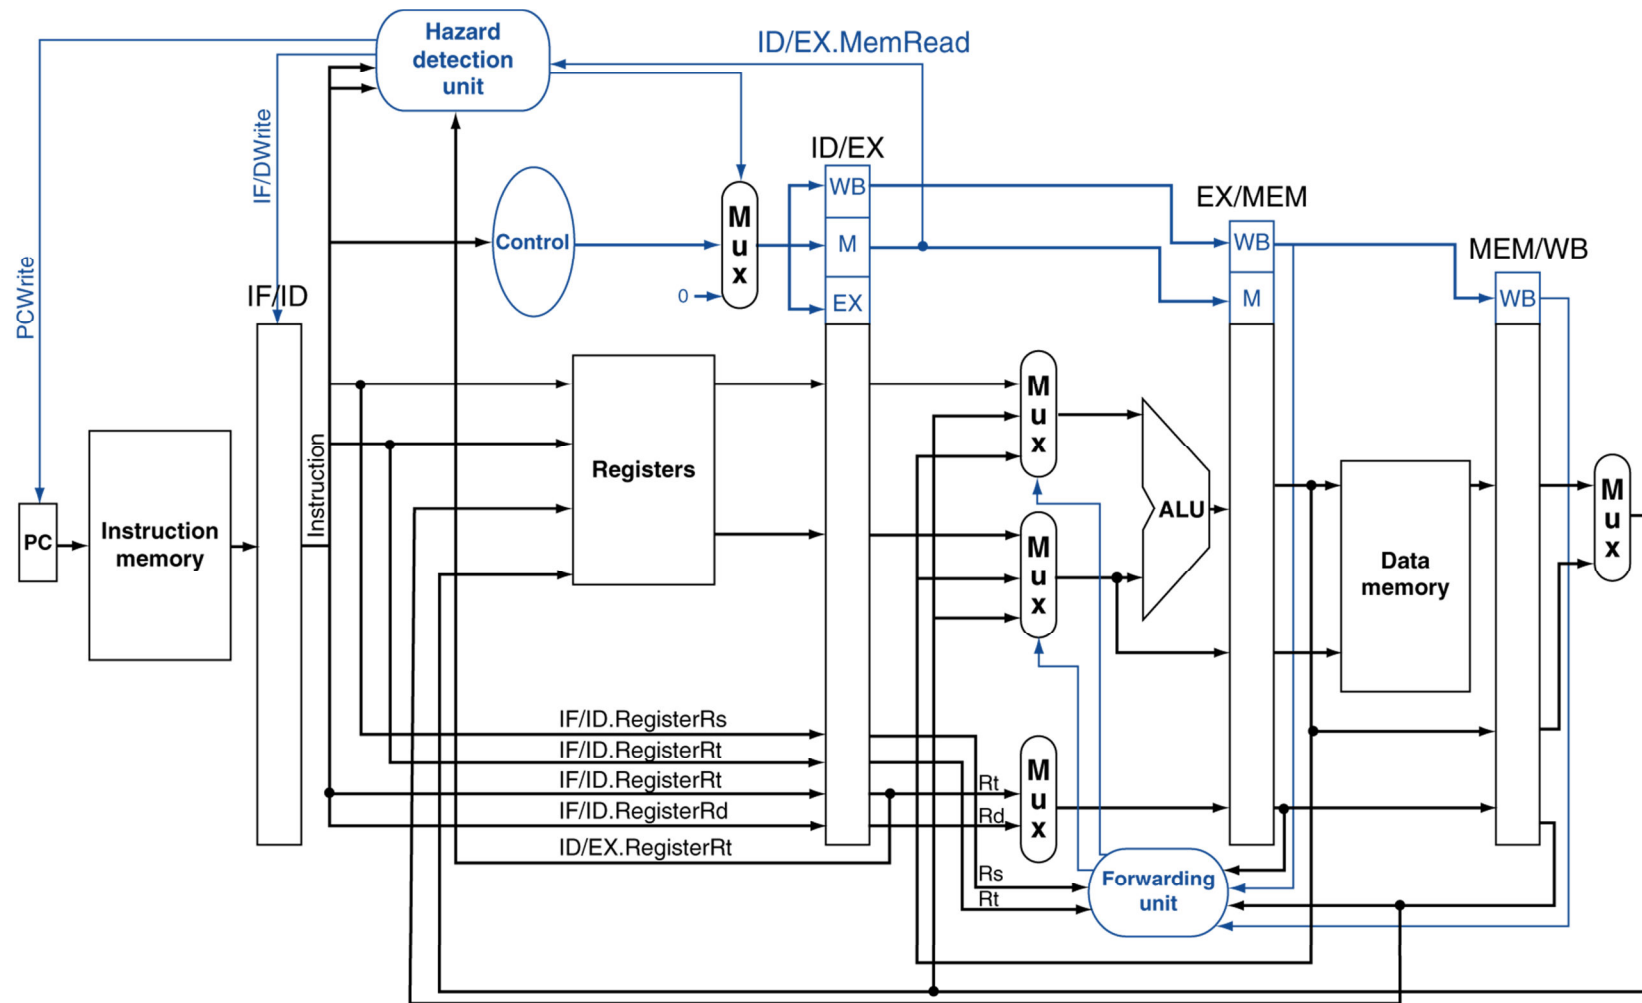 Hazard
detection
unit
ID/EX.MemRead
IF/DWrite
PCWrite
ID/EX
WB
M
EX
Control
M
u
x
0
EX/MEM
WB
M
MEM/WB
WB
IF/ID
Instruction
PC
Instruction
memory
Registers
M
u
x
M
u
x
ALU
Data
memory
M
u
x
IF/ID.RegisterRs
IF/ID.RegisterRt
IF/ID.RegisterRt
IF/ID.RegisterRd
ID/EX.RegisterRt
Rt
Rd
M
u
x
Rs
Rt
Forwarding
unit